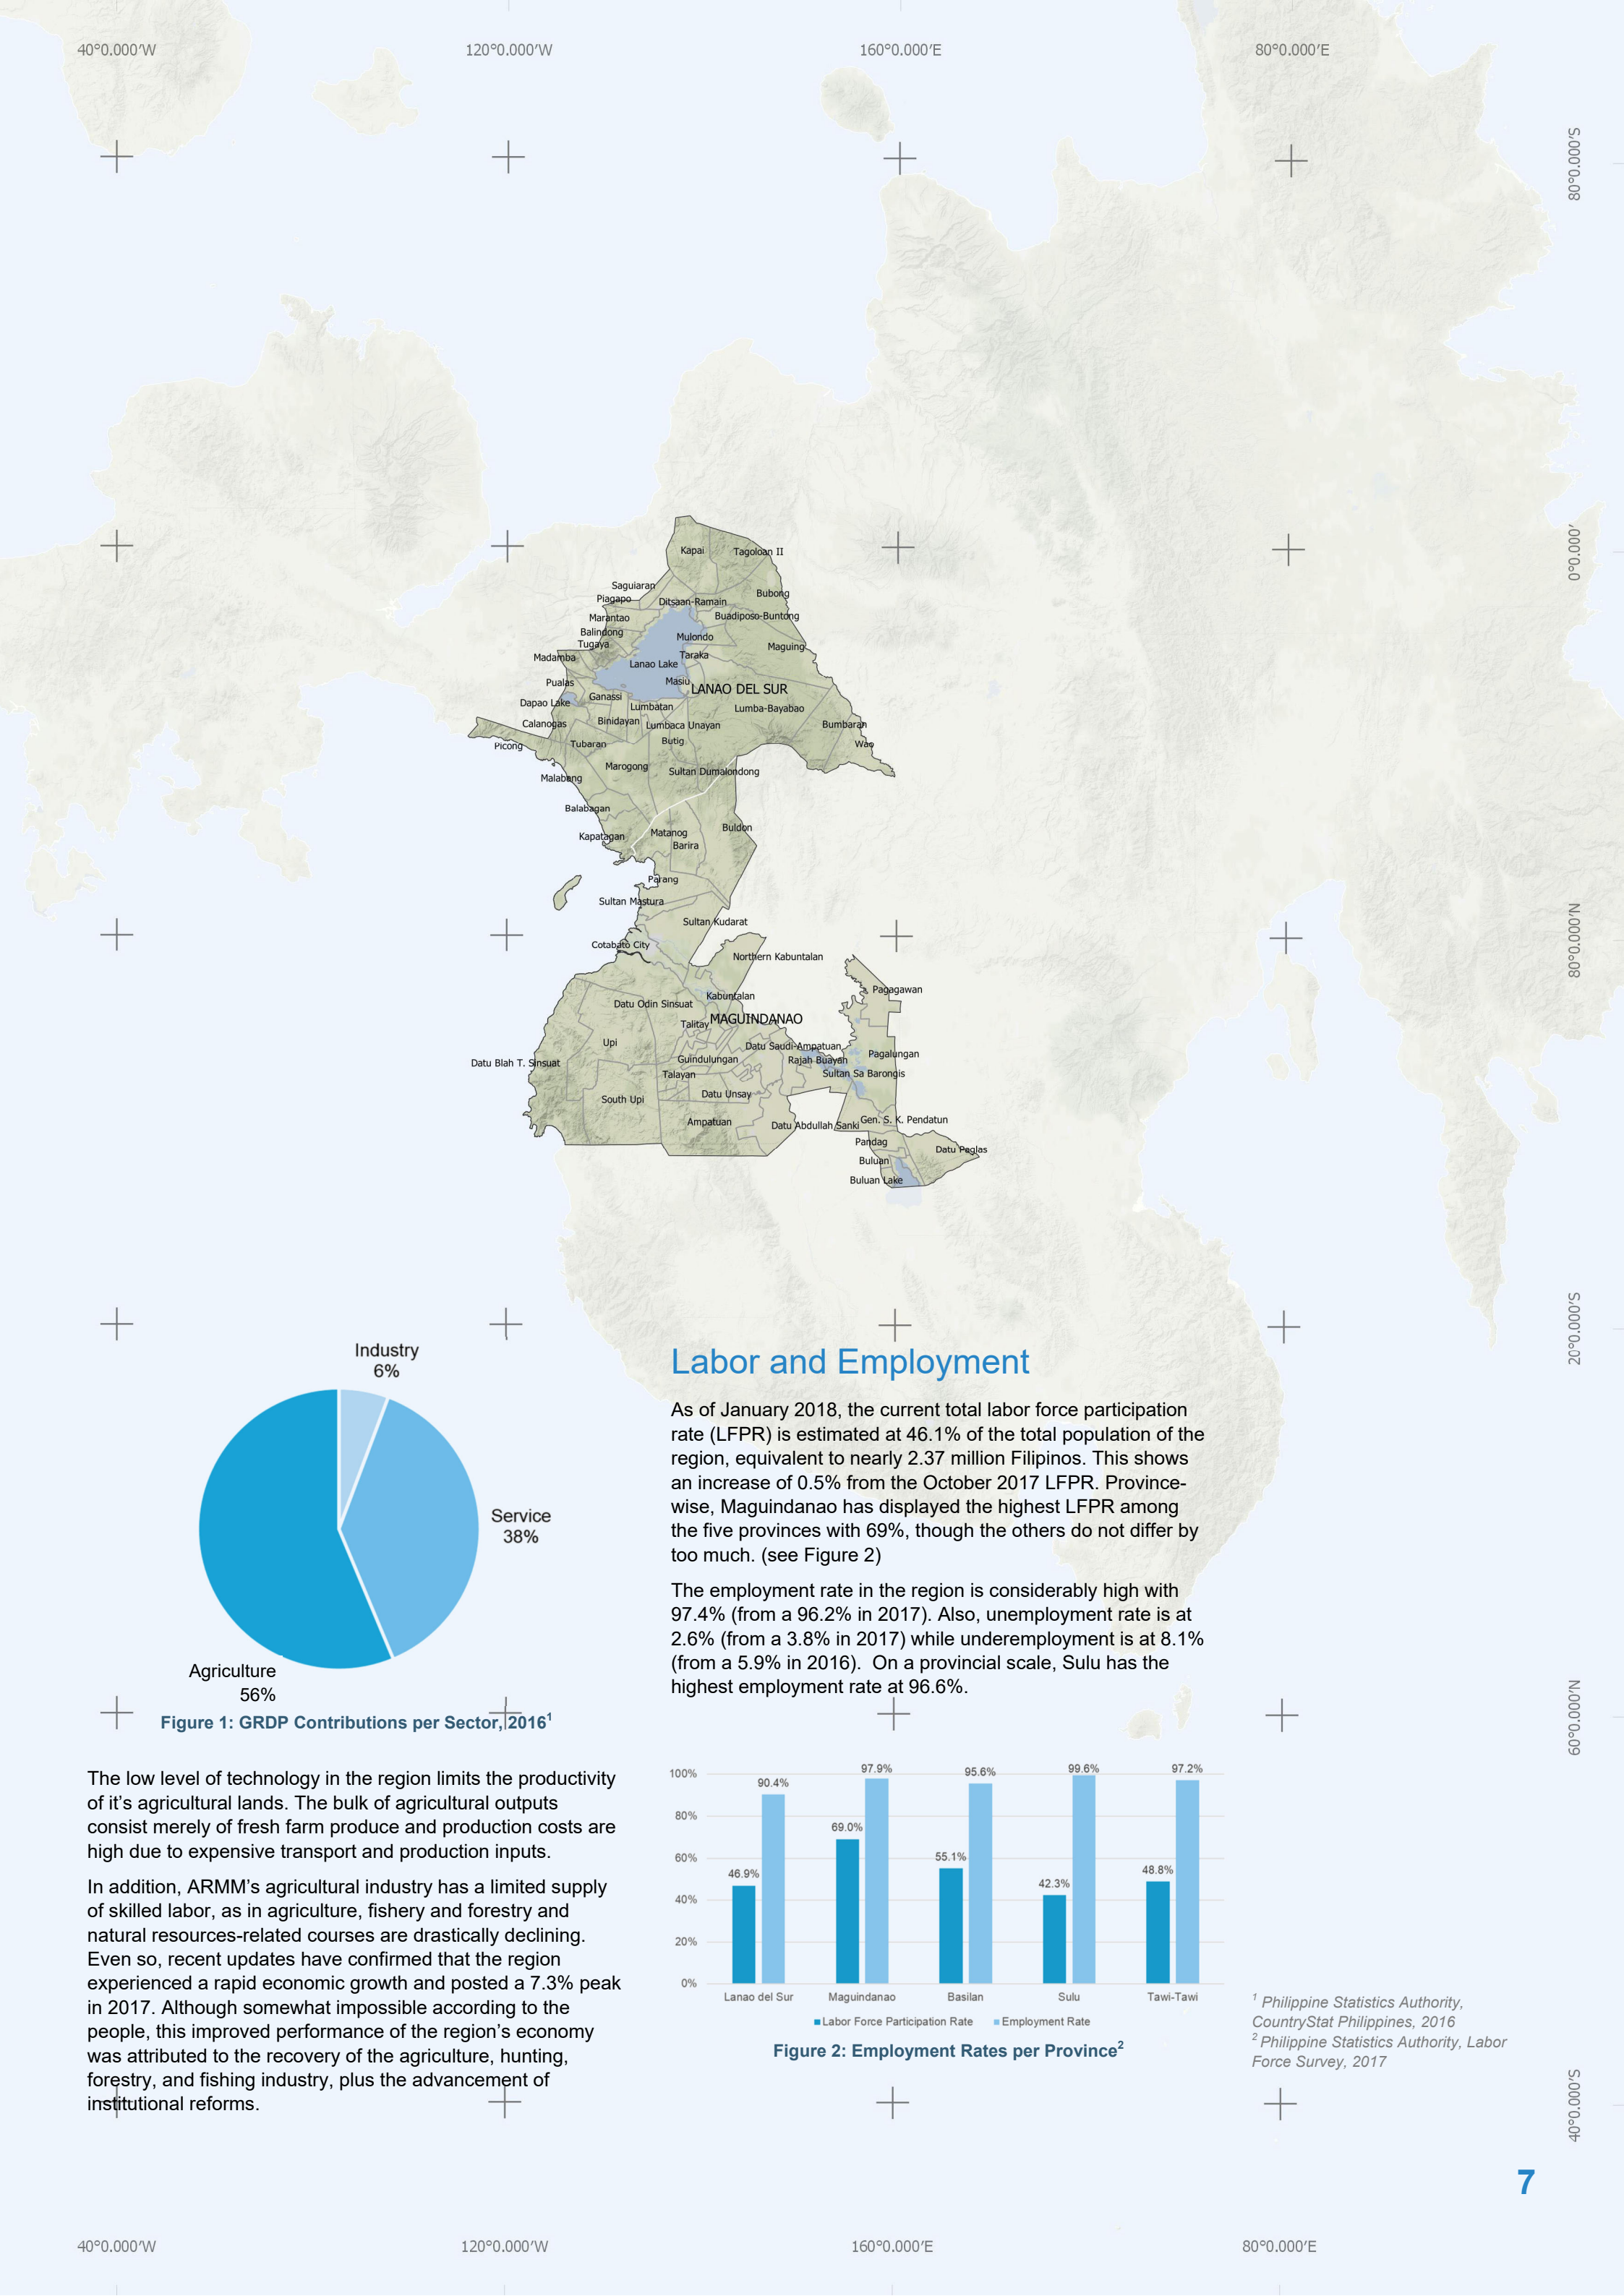 40°0.000′W
120°0.000′W
160°0.000′E
80°0.000′E
80°0.000′S
0°0.000′
80°0.000′N
20°0.000′S
60°0.000′N
40°0.000′S
Kapai
Tagoloan II
Saguiaran
Piagapo
Bubong
Ditsaan-Ramain
Marantao
Buadiposo-Buntong
Balindong
Mulondo
Tugaya
Maguing
Madamba
Taraka
Lanao Lake
Pualas
Masiu
LANAO DEL SUR
Ganassi
Dapao Lake
Lumbatan
Lumba-Bayabao
Calanogas
Binidayan
Lumbaca Unayan
Bumbaran
Picong
Tubaran
Butig
Wao
Marogong
Sultan Dumalondong
Malabang
Balabagan
Kapatagan
Matanog
Buldon
Barira
Parang
Sultan Mastura
Sultan Kudarat
Cotabato City
Northern Kabuntalan
Pagagawan
Kabuntalan
Datu Odin Sinsuat
MAGUINDANAO
Talitay
Upi
Datu Saudi-Ampatuan
Datu Blah T. Sinsuat
Guindulungan
Rajah Buayan
Pagalungan
Talayan
Sultan Sa Barongis
Datu Unsay
South Upi
Ampatuan
Datu Abdullah Sanki
Gen. S. K. Pendatun
Pandag
Datu Paglas
Buluan
Buluan Lake
Industry
6%
Service
38%
Agriculture
56%
Figure 1: GRDP Contributions per Sector, 2016¹
The low level of technology in the region limits the productivity
of it’s agricultural lands. The bulk of agricultural outputs
consist merely of fresh farm produce and production costs are
high due to expensive transport and production inputs.
In addition, ARMM’s agricultural industry has a limited supply
of skilled labor, as in agriculture, fishery and forestry and
natural resources-related courses are drastically declining.
Even so, recent updates have confirmed that the region
experienced a rapid economic growth and posted a 7.3% peak
in 2017. Although somewhat impossible according to the
people, this improved performance of the region’s economy
was attributed to the recovery of the agriculture, hunting,
forestry, and fishing industry, plus the advancement of
institutional reforms.
Labor and Employment
As of January 2018, the current total labor force participation
rate (LFPR) is estimated at 46.1% of the total population of the
region, equivalent to nearly 2.37 million Filipinos. This shows
an increase of 0.5% from the October 2017 LFPR. Province-
wise, Maguindanao has displayed the highest LFPR among
the five provinces with 69%, though the others do not differ by
too much. (see Figure 2)
The employment rate in the region is considerably high with
97.4% (from a 96.2% in 2017). Also, unemployment rate is at
2.6% (from a 3.8% in 2017) while underemployment is at 8.1%
(from a 5.9% in 2016).  On a provincial scale, Sulu has the
highest employment rate at 96.6%.
100%
80%
60%
40%
20%
0%
46.9%
90.4%
69.0%
97.9%
55.1%
95.6%
42.3%
99.6%
48.8%
97.2%
Lanao del Sur
Maguindanao
Basilan
Sulu
Tawi-Tawi
Labor Force Participation Rate
Employment Rate
Figure 2: Employment Rates per Province²
¹ Philippine Statistics Authority,
CountryStat Philippines, 2016
² Philippine Statistics Authority, Labor
Force Survey, 2017
7
40°0.000′W
120°0.000′W
160°0.000′E
80°0.000′E